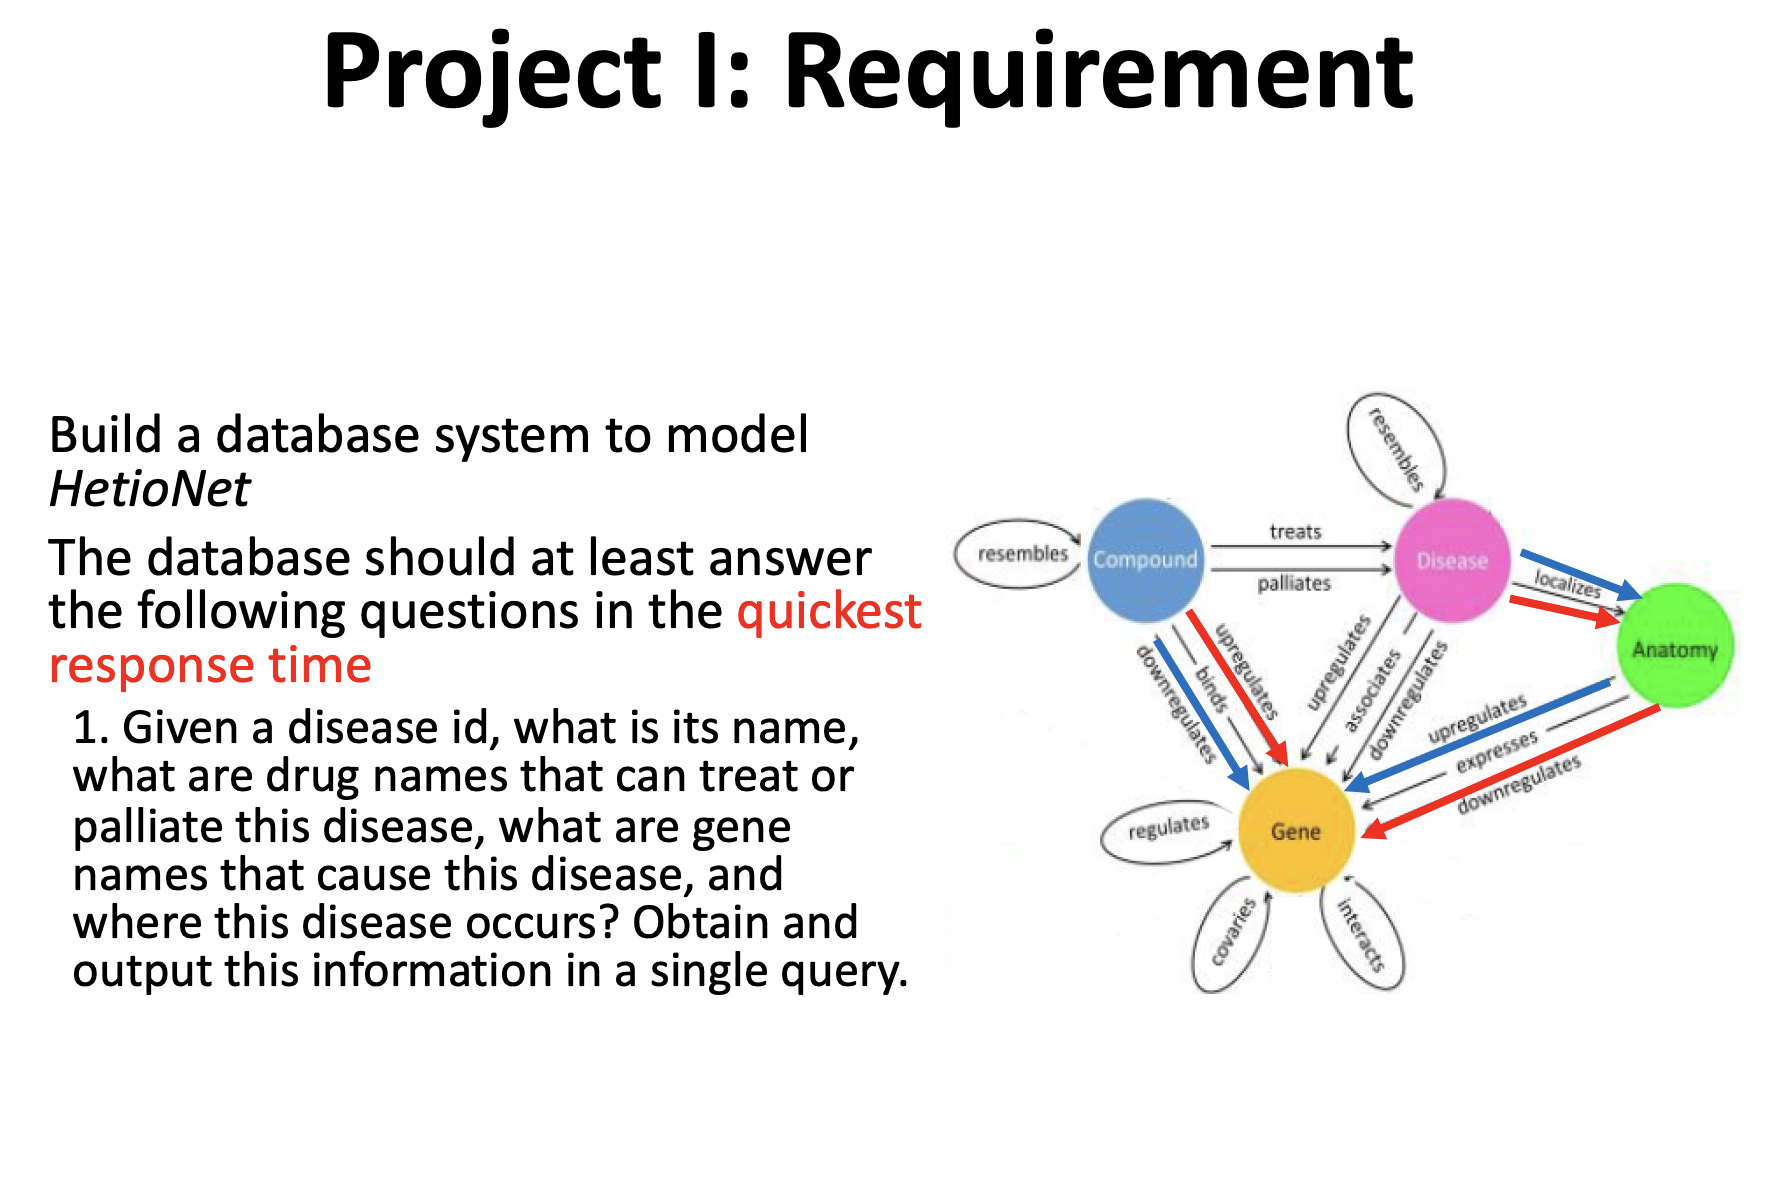 Project I: Requirement
Build a database system to model
HetioNet
The database should at least answer
the following questions in the quickest
response time
1. Given a disease id, what is its name,
what are drug names that can treat or
palliate this disease, what are gene
names that cause this disease, and
where this disease occurs? Obtain and
output this information in a single query.
resembles
resembles
Compound
treats
palliates
Disease
localizes
Anatomy
downregulates
binds
upregulates
upregulates
associates
downregulates
upregulates
expresses
downregulates
regulates
Gene
covaries
interacts